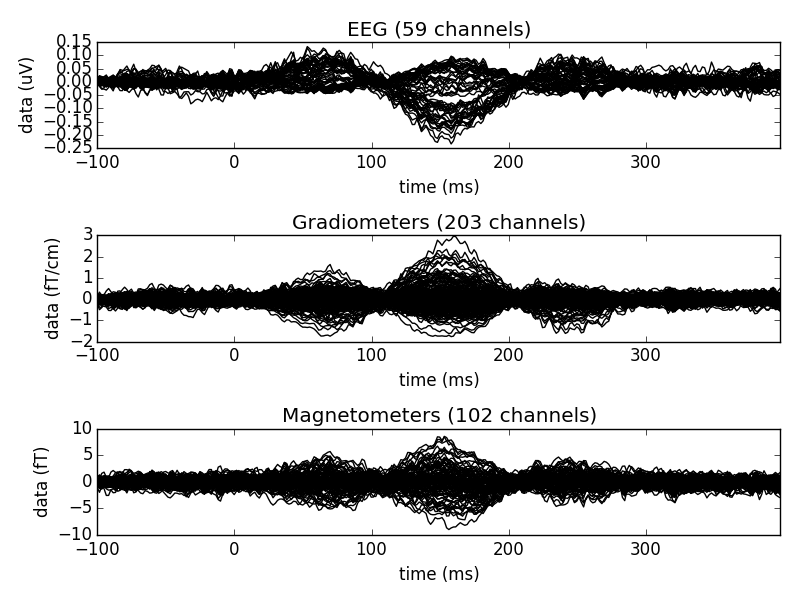 EEG (59 channels)
0.15
0.10
0.05
0.00
−0.05
−0.10
−0.15
−0.20
−0.25
data (uV)
−100 0 100 200 300
time (ms)
Gradiometers (203 channels)
3
2
1
0
−1
−2
data (fT/cm)
−100 0 100 200 300
time (ms)
Magnetometers (102 channels)
10
5
0
−5
−10
data (fT)
−100 0 100 200 300
time (ms)